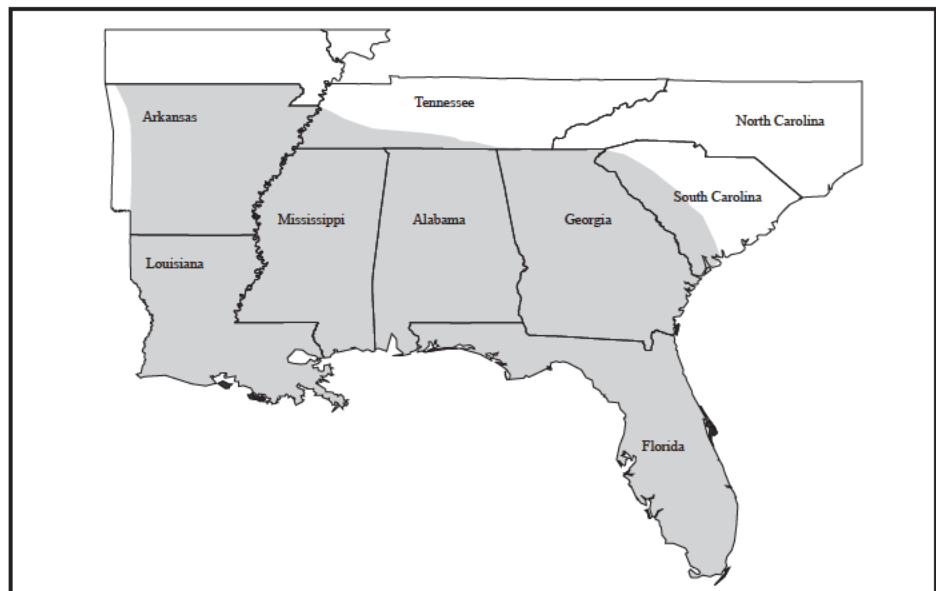 Tennessee
Arkansas
North Carolina
South Carolina
Mississippi
Alabama
Georgia
Louisiana
Florida